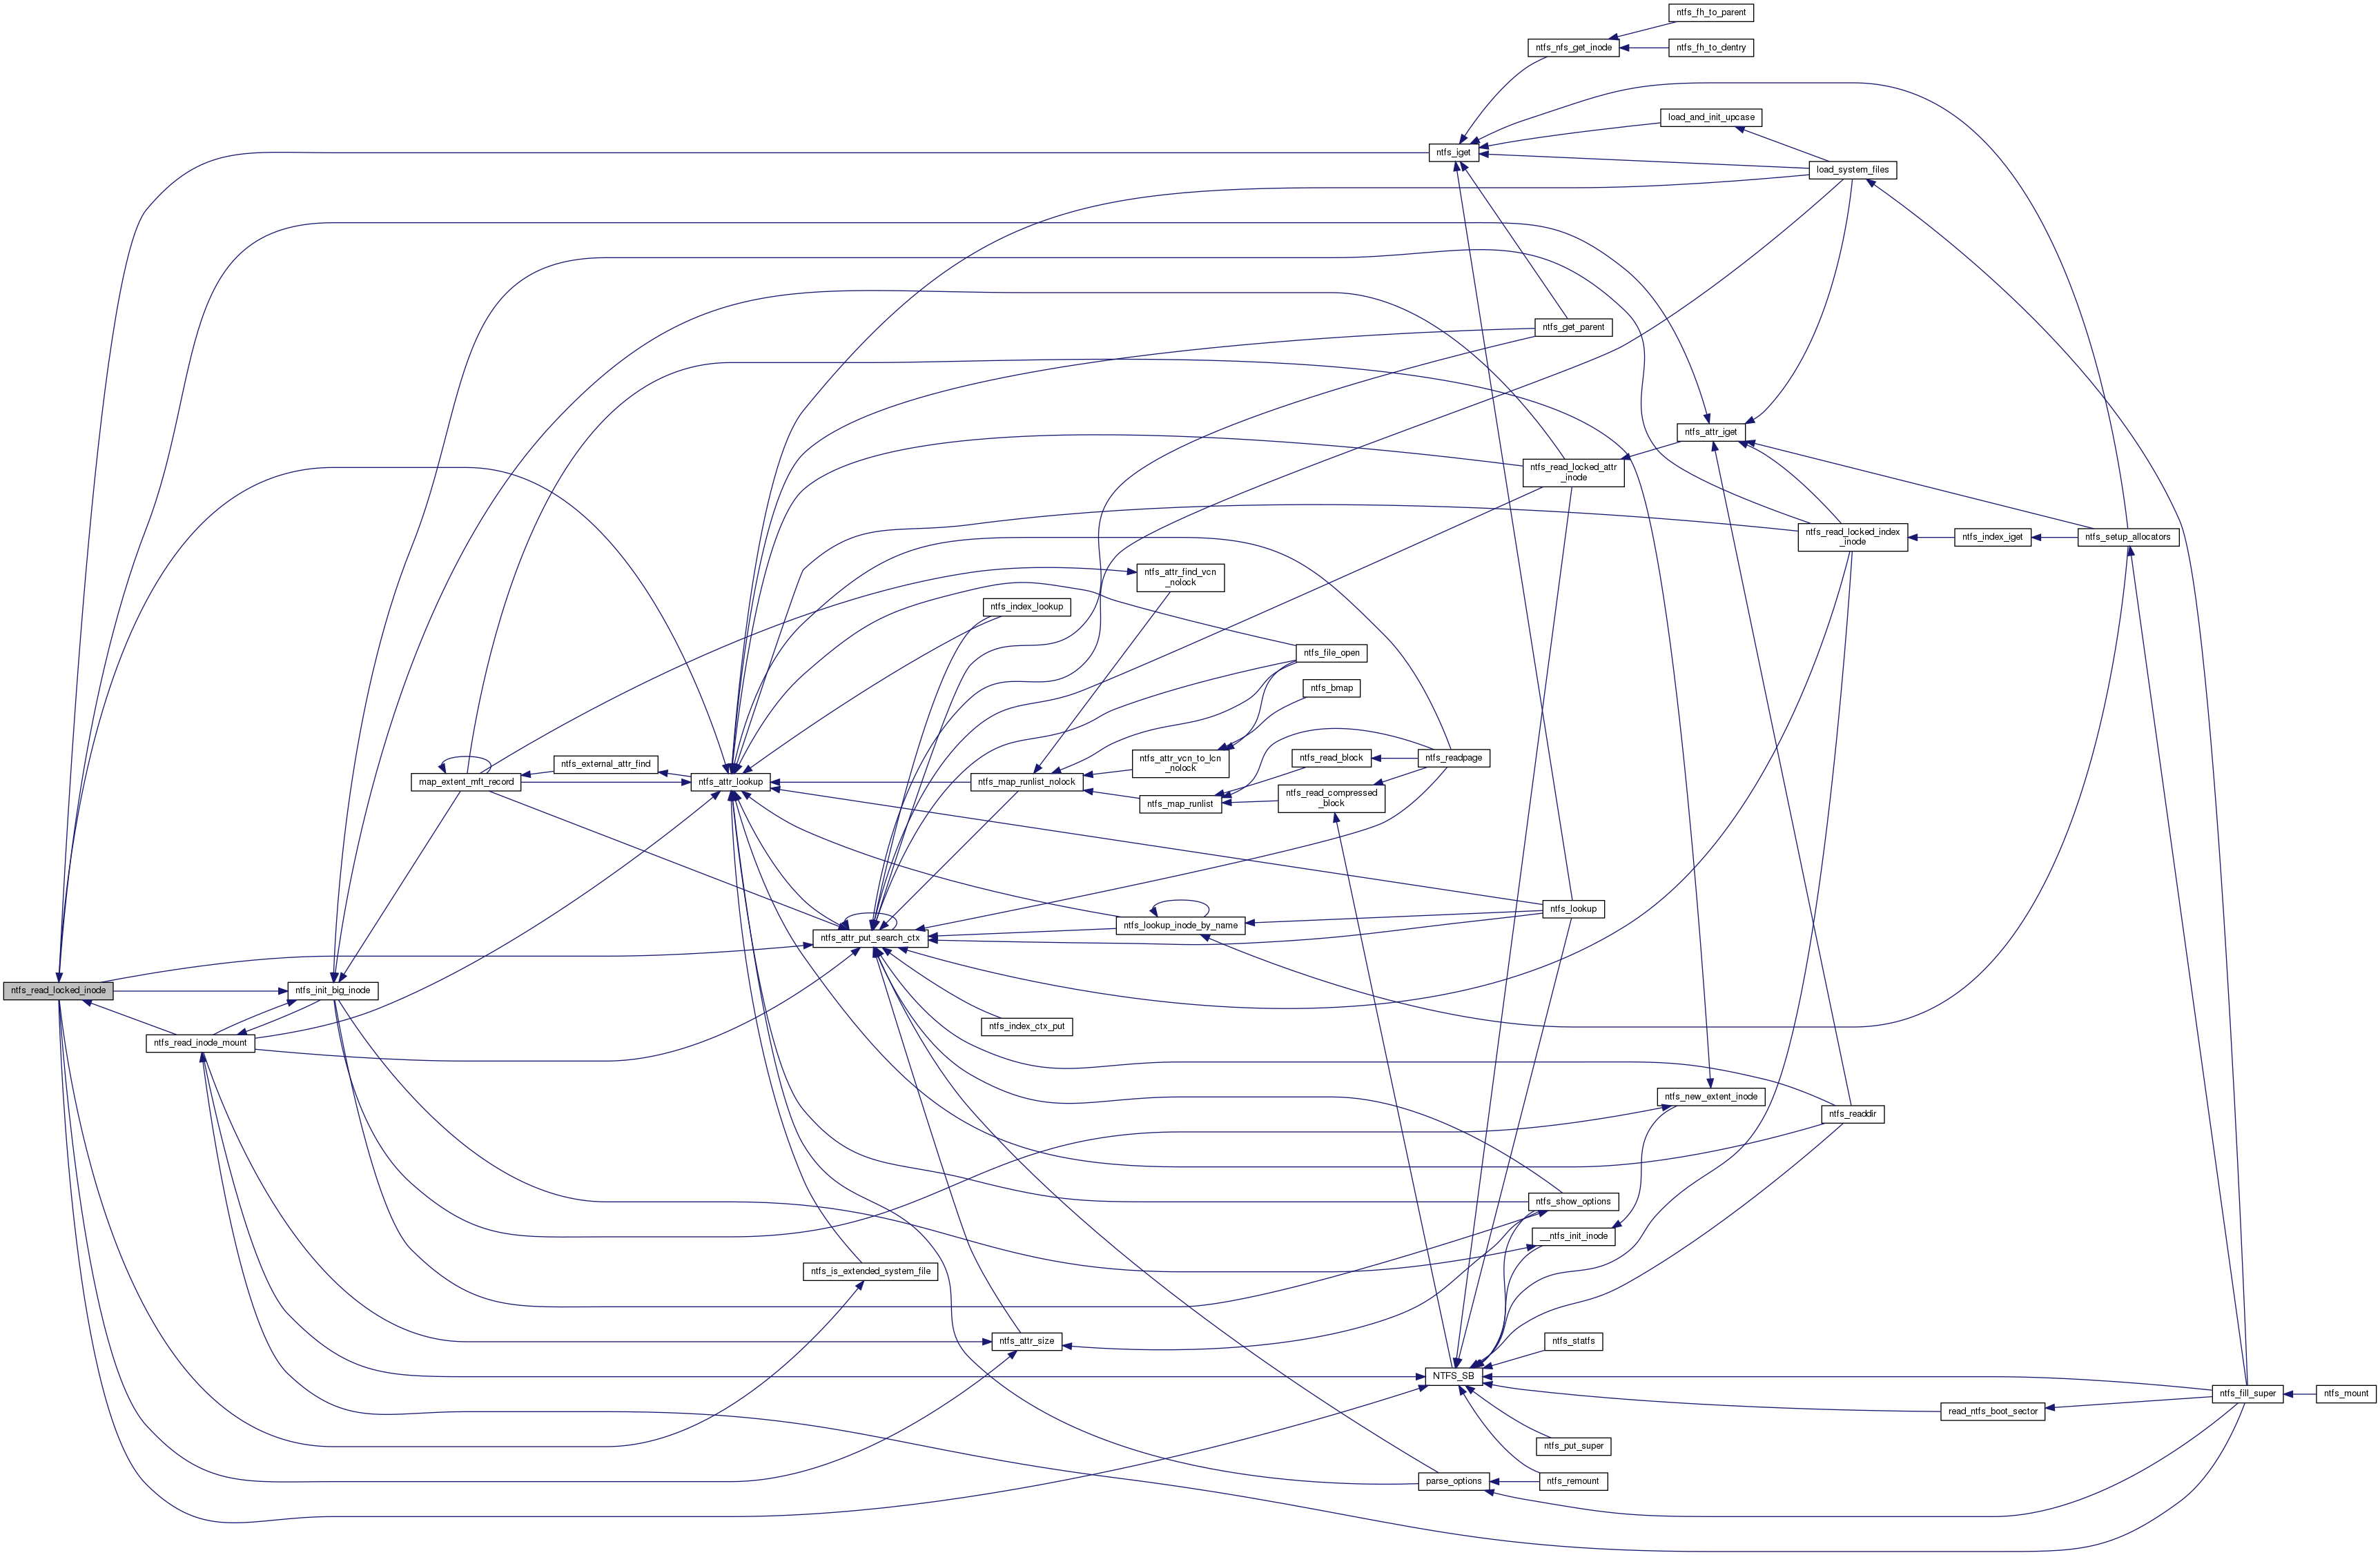 ntfs_fh_to_parent
ntfs_nfs_get_inode
ntfs_fh_to_dentry
load_and_init_upcase
ntfs_iget
load_system_files
ntfs_get_parent
ntfs_attr_iget
ntfs_read_locked_attr
_inode
ntfs_read_locked_index
_inode
ntfs_index_iget
ntfs_setup_allocators
ntfs_attr_find_vcn
_nolock
ntfs_index_lookup
ntfs_file_open
ntfs_bmap
ntfs_external_attr_find
ntfs_attr_vcn_to_lcn
_nolock
ntfs_read_block
ntfs_readpage
map_extent_mft_record
ntfs_attr_lookup
ntfs_map_runlist_nolock
ntfs_map_runlist
ntfs_read_compressed
_block
ntfs_lookup
ntfs_lookup_inode_by_name
ntfs_attr_put_search_ctx
ntfs_read_locked_inode
ntfs_init_big_inode
ntfs_index_ctx_put
ntfs_read_inode_mount
ntfs_new_extent_inode
ntfs_readdir
ntfs_show_options
__ntfs_init_inode
ntfs_is_extended_system_file
ntfs_attr_size
ntfs_statfs
NTFS_SB
ntfs_fill_super
ntfs_mount
read_ntfs_boot_sector
ntfs_put_super
parse_options
ntfs_remount